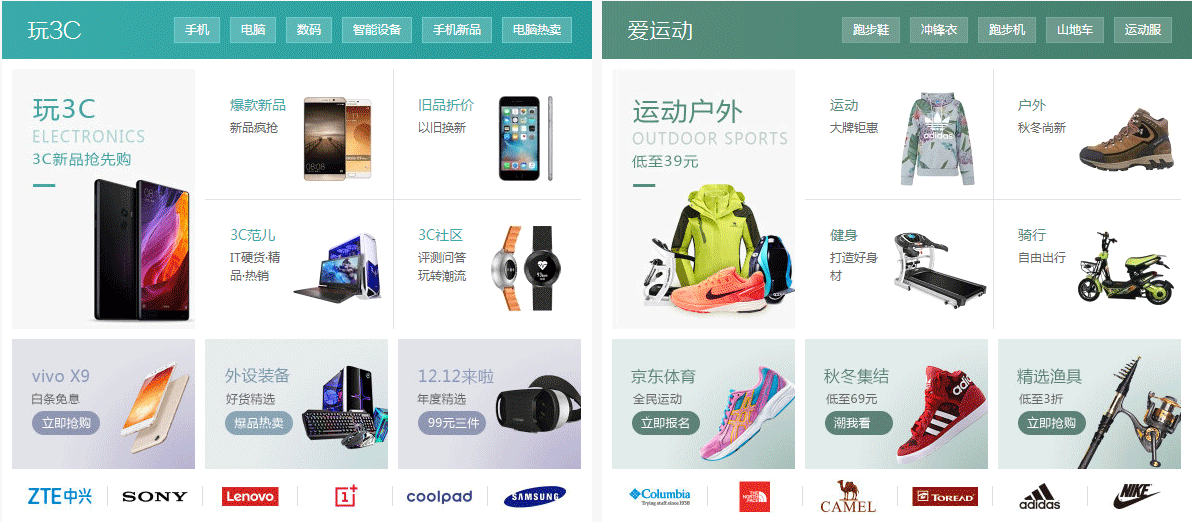 玩3C
手机
电脑
数码
智能设备
手机新品
电脑热卖
玩3C
ELECTRONICS
3C新品抢先购
爆款新品
新品疯抢
旧品折价
以旧换新
3C范儿
IT硬货·精
品·热销
3C社区
评测问答
玩转潮流
vivo X9
白条免息
立即抢购
外设装备
好货精选
爆品热卖
12.12来啦
年度精选
99元三件
ZTE中兴
SONY
Lenovo
coolpad
SAMSUNG
爱运动
跑步鞋
冲锋衣
跑步机
山地车
运动服
运动户外
OUTDOOR SPORTS
低至39元
运动
大牌钜惠
adidas
户外
秋冬尚新
健身
打造好身
材
骑行
自由出行
京东体育
全民运动
立即报名
秋冬集结
低至69元
潮我看
adidas
精选渔具
低至3折
立即抢购
Columbia
Trying stuff since 1938
THE
NORTH
FACE
CAMEL
TOREAD
adidas
NIKE